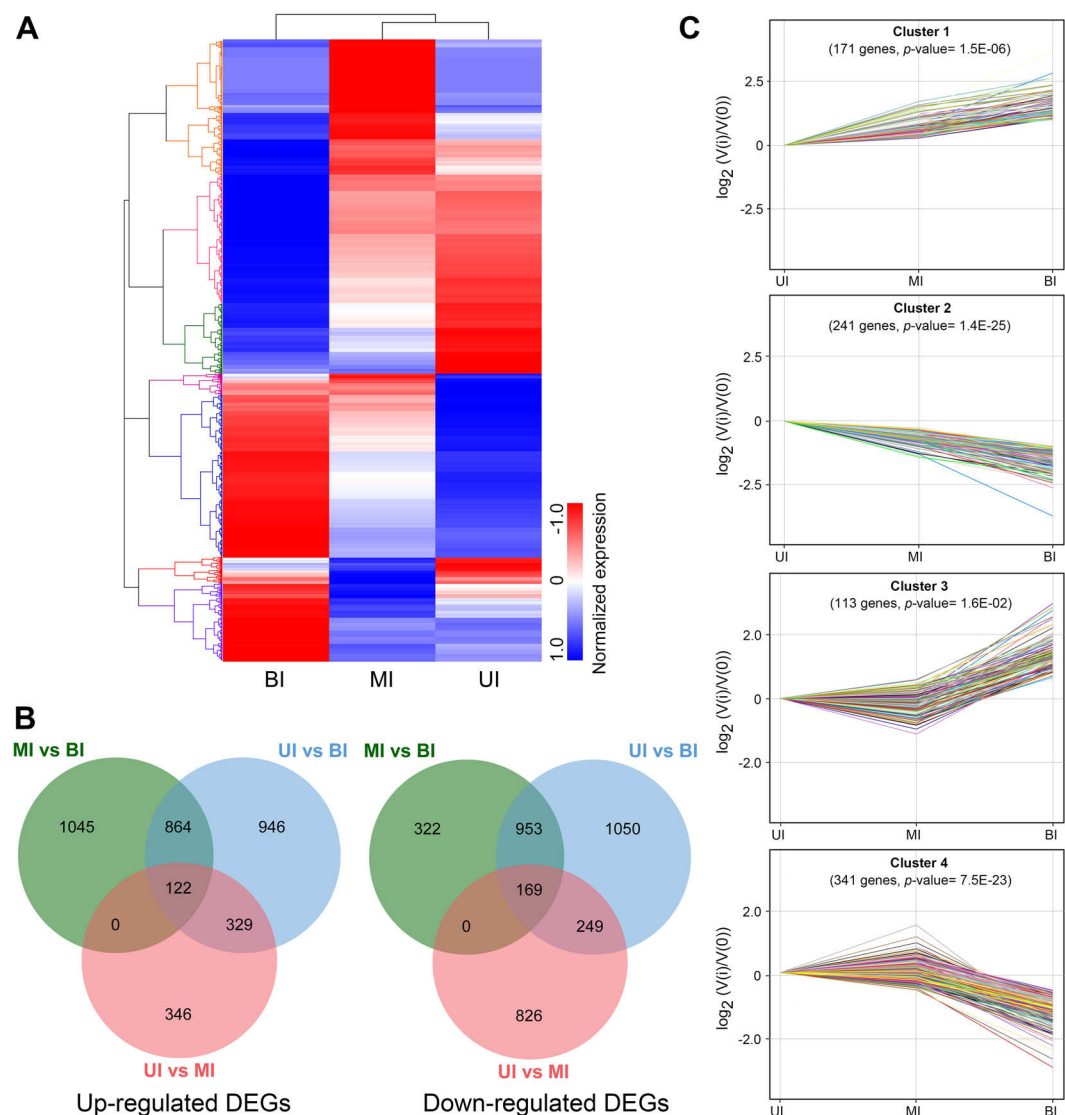 A
BI
MI
UI
-1.0
0
1.0
Normalized expression
B
MI vs BI
UI vs BI
1045
864
946
122
0
329
346
UI vs MI
Up-regulated DEGs
MI vs BI
UI vs BI
322
953
1050
169
0
249
826
UI vs MI
Down-regulated DEGs
C
Cluster 1
(171 genes, p-value= 1.5E-06)
2.5
0
-2.5
log2 (V(i)/V(0))
UI
MI
BI
Cluster 2
(241 genes, p-value= 1.4E-25)
2.5
0
-2.5
log2 (V(i)/V(0))
UI
MI
BI
Cluster 3
(113 genes, p-value= 1.6E-02)
2.0
0
-2.0
log2 (V(i)/V(0))
UI
MI
BI
Cluster 4
(341 genes, p-value= 7.5E-23)
2.0
0
-2.0
log2 (V(i)/V(0))
UI
MI
BI